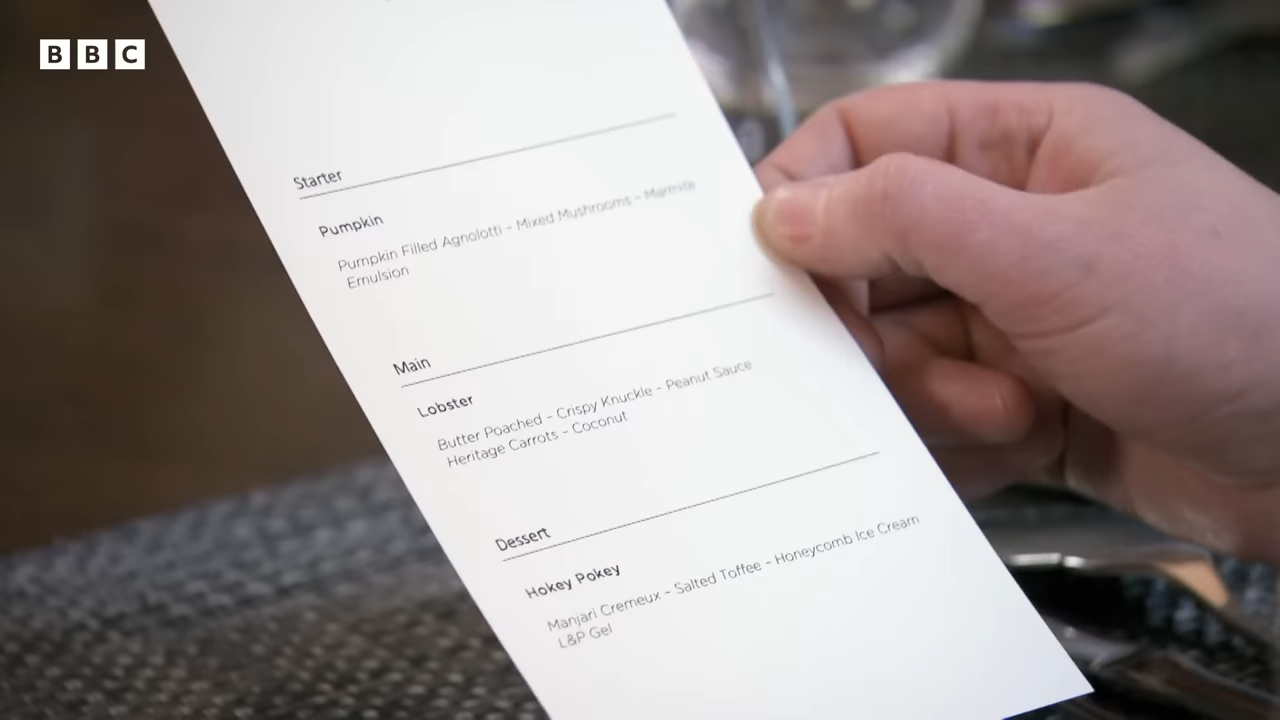 BBC
Starter
Pumpkin
Pumpkin Filled Agnolotti - Mixed Mushrooms - Marmite
Emulsion
Main
Lobster
Butter Poached - Crispy Knuckle - Peanut Sauce
Heritage Carrots - Coconut
Dessert
Hokey Pokey
Manjari Cremeux - Salted Toffee - Honeycomb Ice Cream
L&P Gel